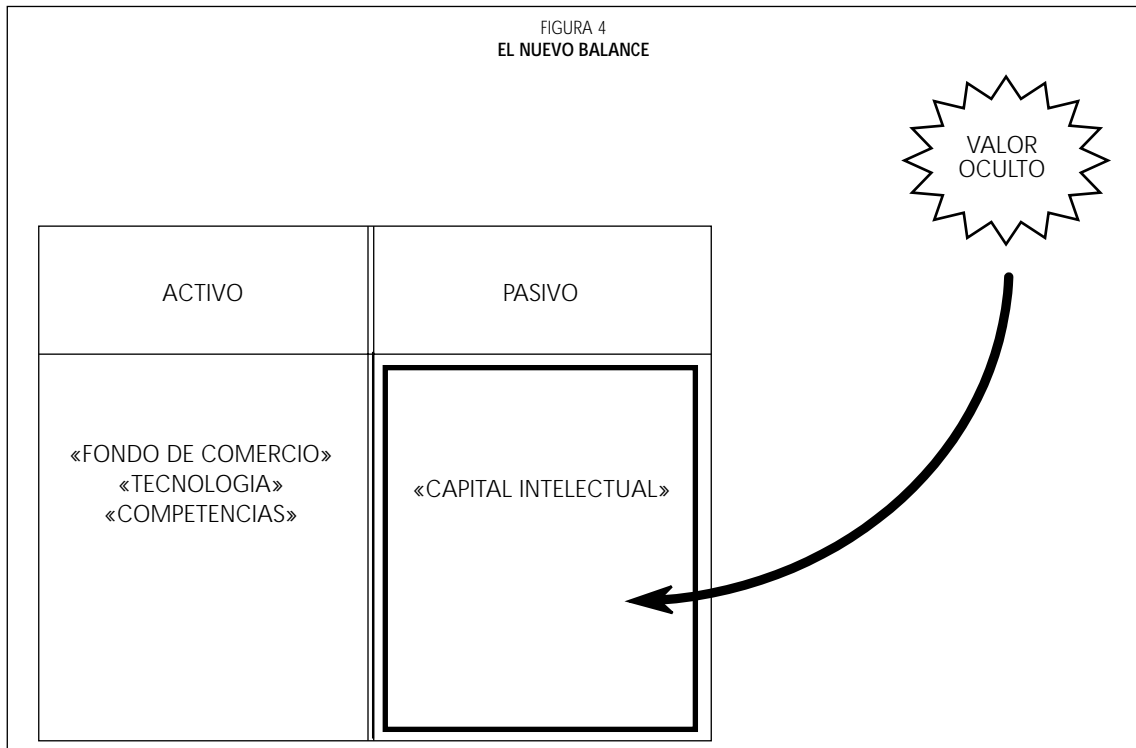 FIGURA 4
EL NUEVO BALANCE
VALOR
OCULTO
ACTIVO
PASIVO
«FONDO DE COMERCIO»
«TECNOLOGIA»
«COMPETENCIAS»
«CAPITAL INTELECTUAL»